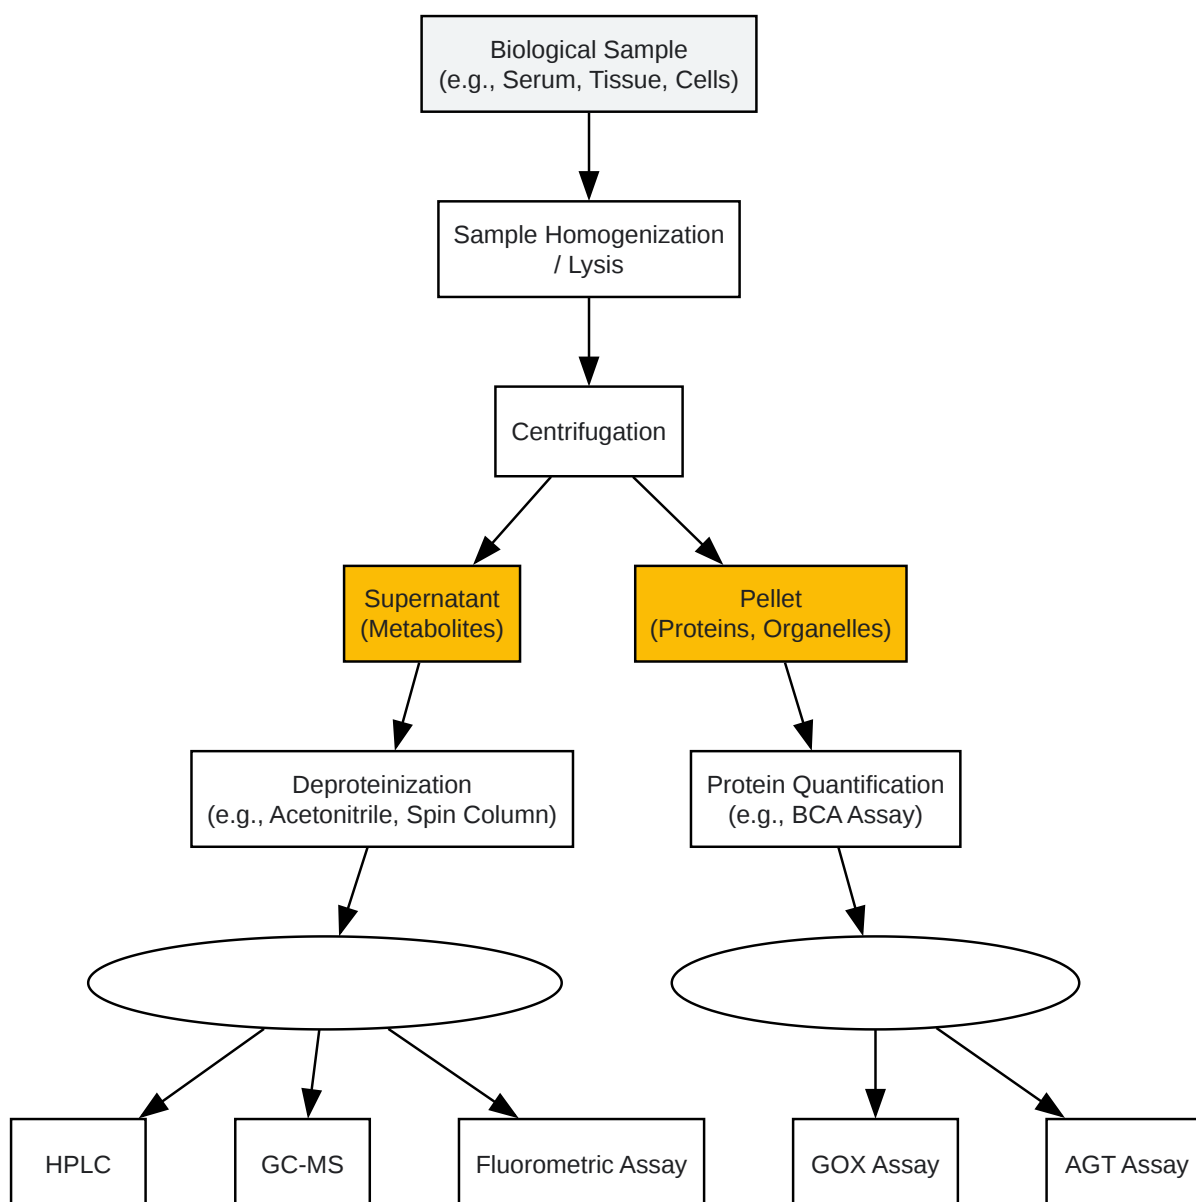 Biological Sample
(e.g., Serum, Tissue, Cells)
Sample Homogenization
/ Lysis
Centrifugation
Supernatant
(Metabolites)
Pellet
(Proteins, Organelles)
Deproteinization
(e.g., Acetonitrile, Spin Column)
Protein Quantification
(e.g., BCA Assay)
HPLC
GC-MS
Fluorometric Assay
GOX Assay
AGT Assay